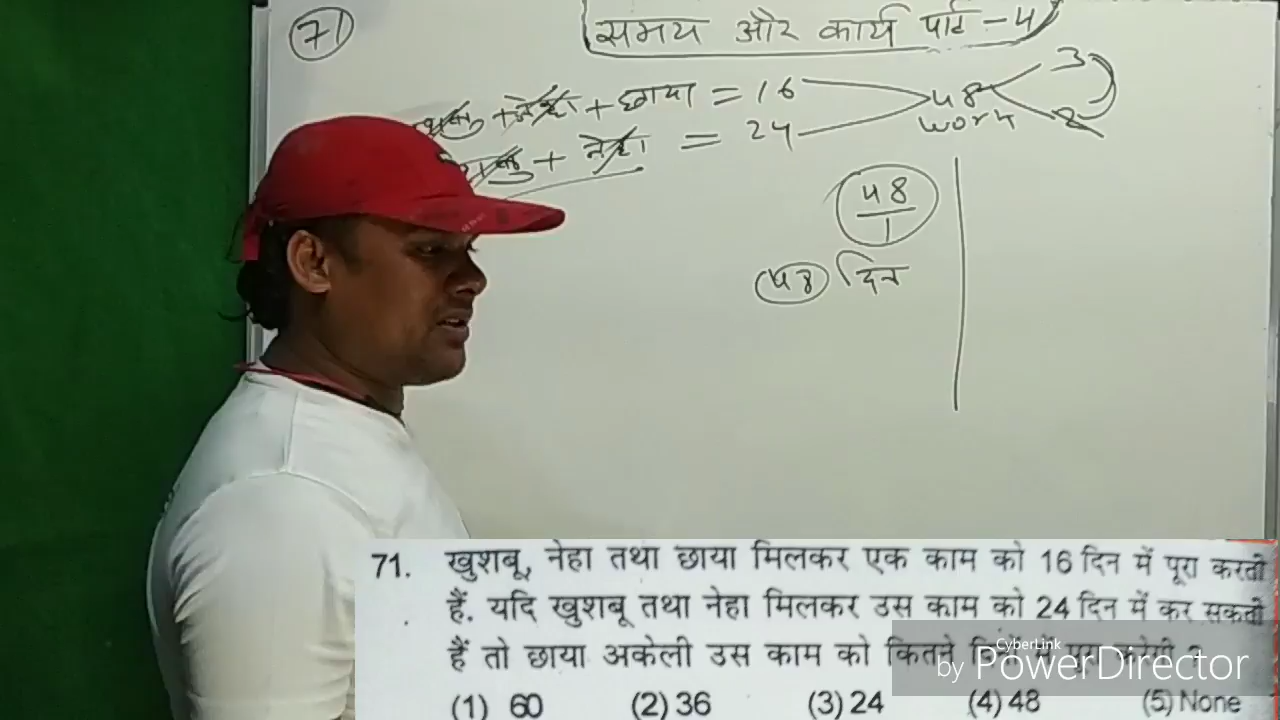 71
समय और कार्य पार्ट - 4
+ नेहा + छाया = 16 48 3
work
+ नेहा = 24 2
48
1
48 दिन
71. खुशबू, नेहा तथा छाया मिलकर एक काम को 16 दिन में पूरा करती
हैं. यदि खुशबू तथा नेहा मिलकर उस काम को 24 दिन में कर सकती
हैं तो छाया अकेली उस काम को कितने दिनों में पूरा करेगी ?
(1) 60 (2) 36 (3) 24 (4) 48 (5) None
CyberLink
by PowerDirector